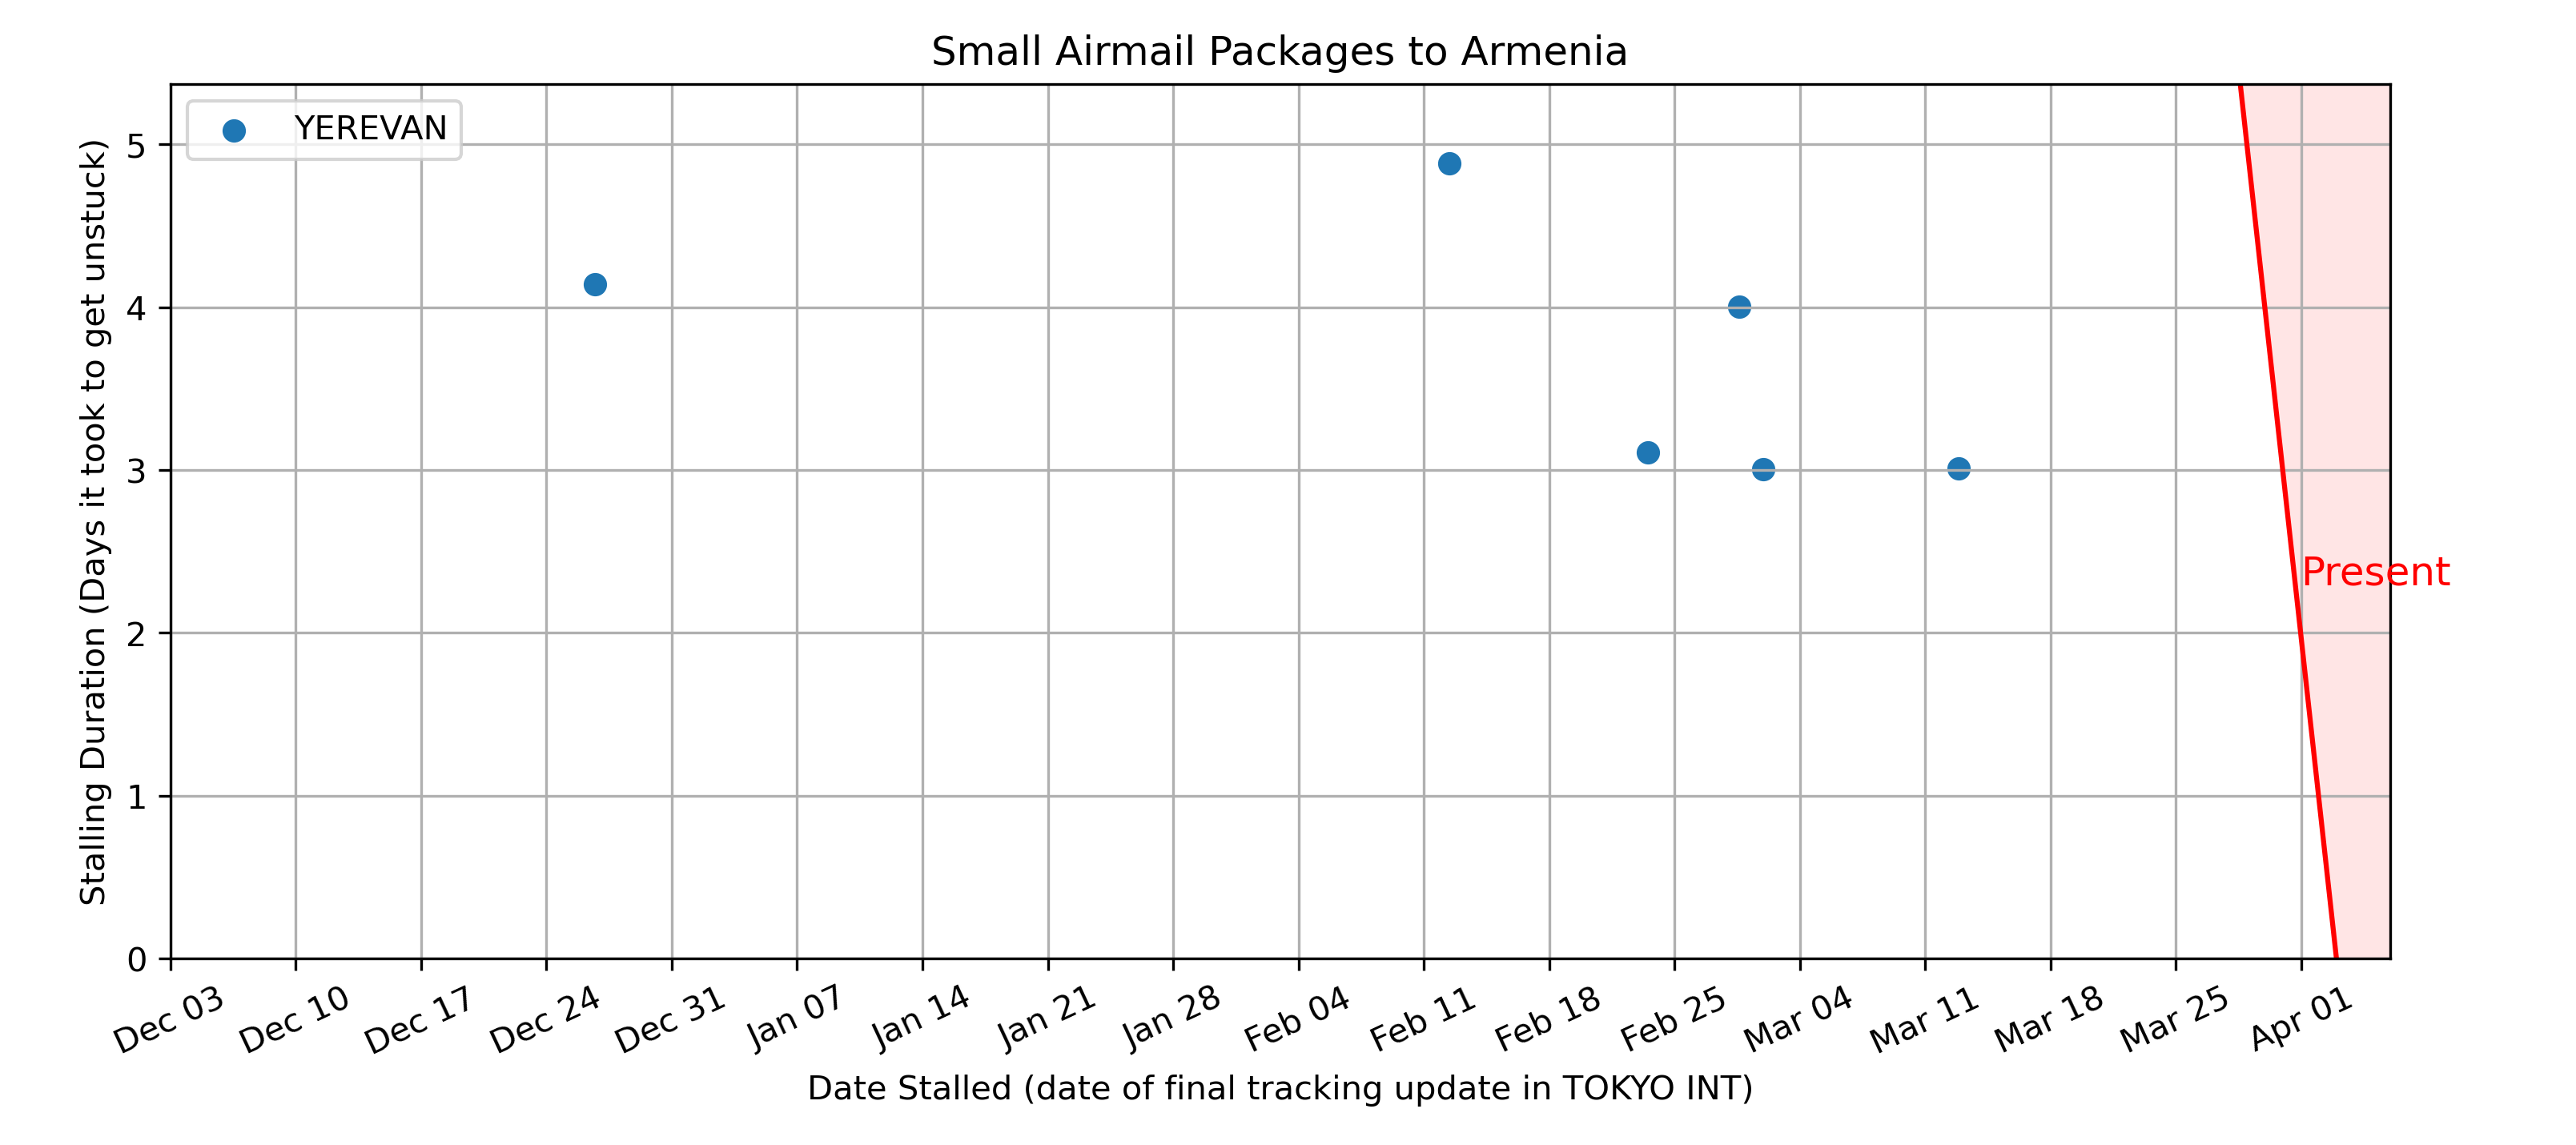 Small Airmail Packages to Armenia
YEREVAN
Stalling Duration (Days it took to get unstuck)
5
4
3
2
1
0
Present
Dec 03
Dec 10
Dec 17
Dec 24
Dec 31
Jan 07
Jan 14
Jan 21
Jan 28
Feb 04
Feb 11
Feb 18
Feb 25
Mar 04
Mar 11
Mar 18
Mar 25
Apr 01
Date Stalled (date of final tracking update in TOKYO INT)